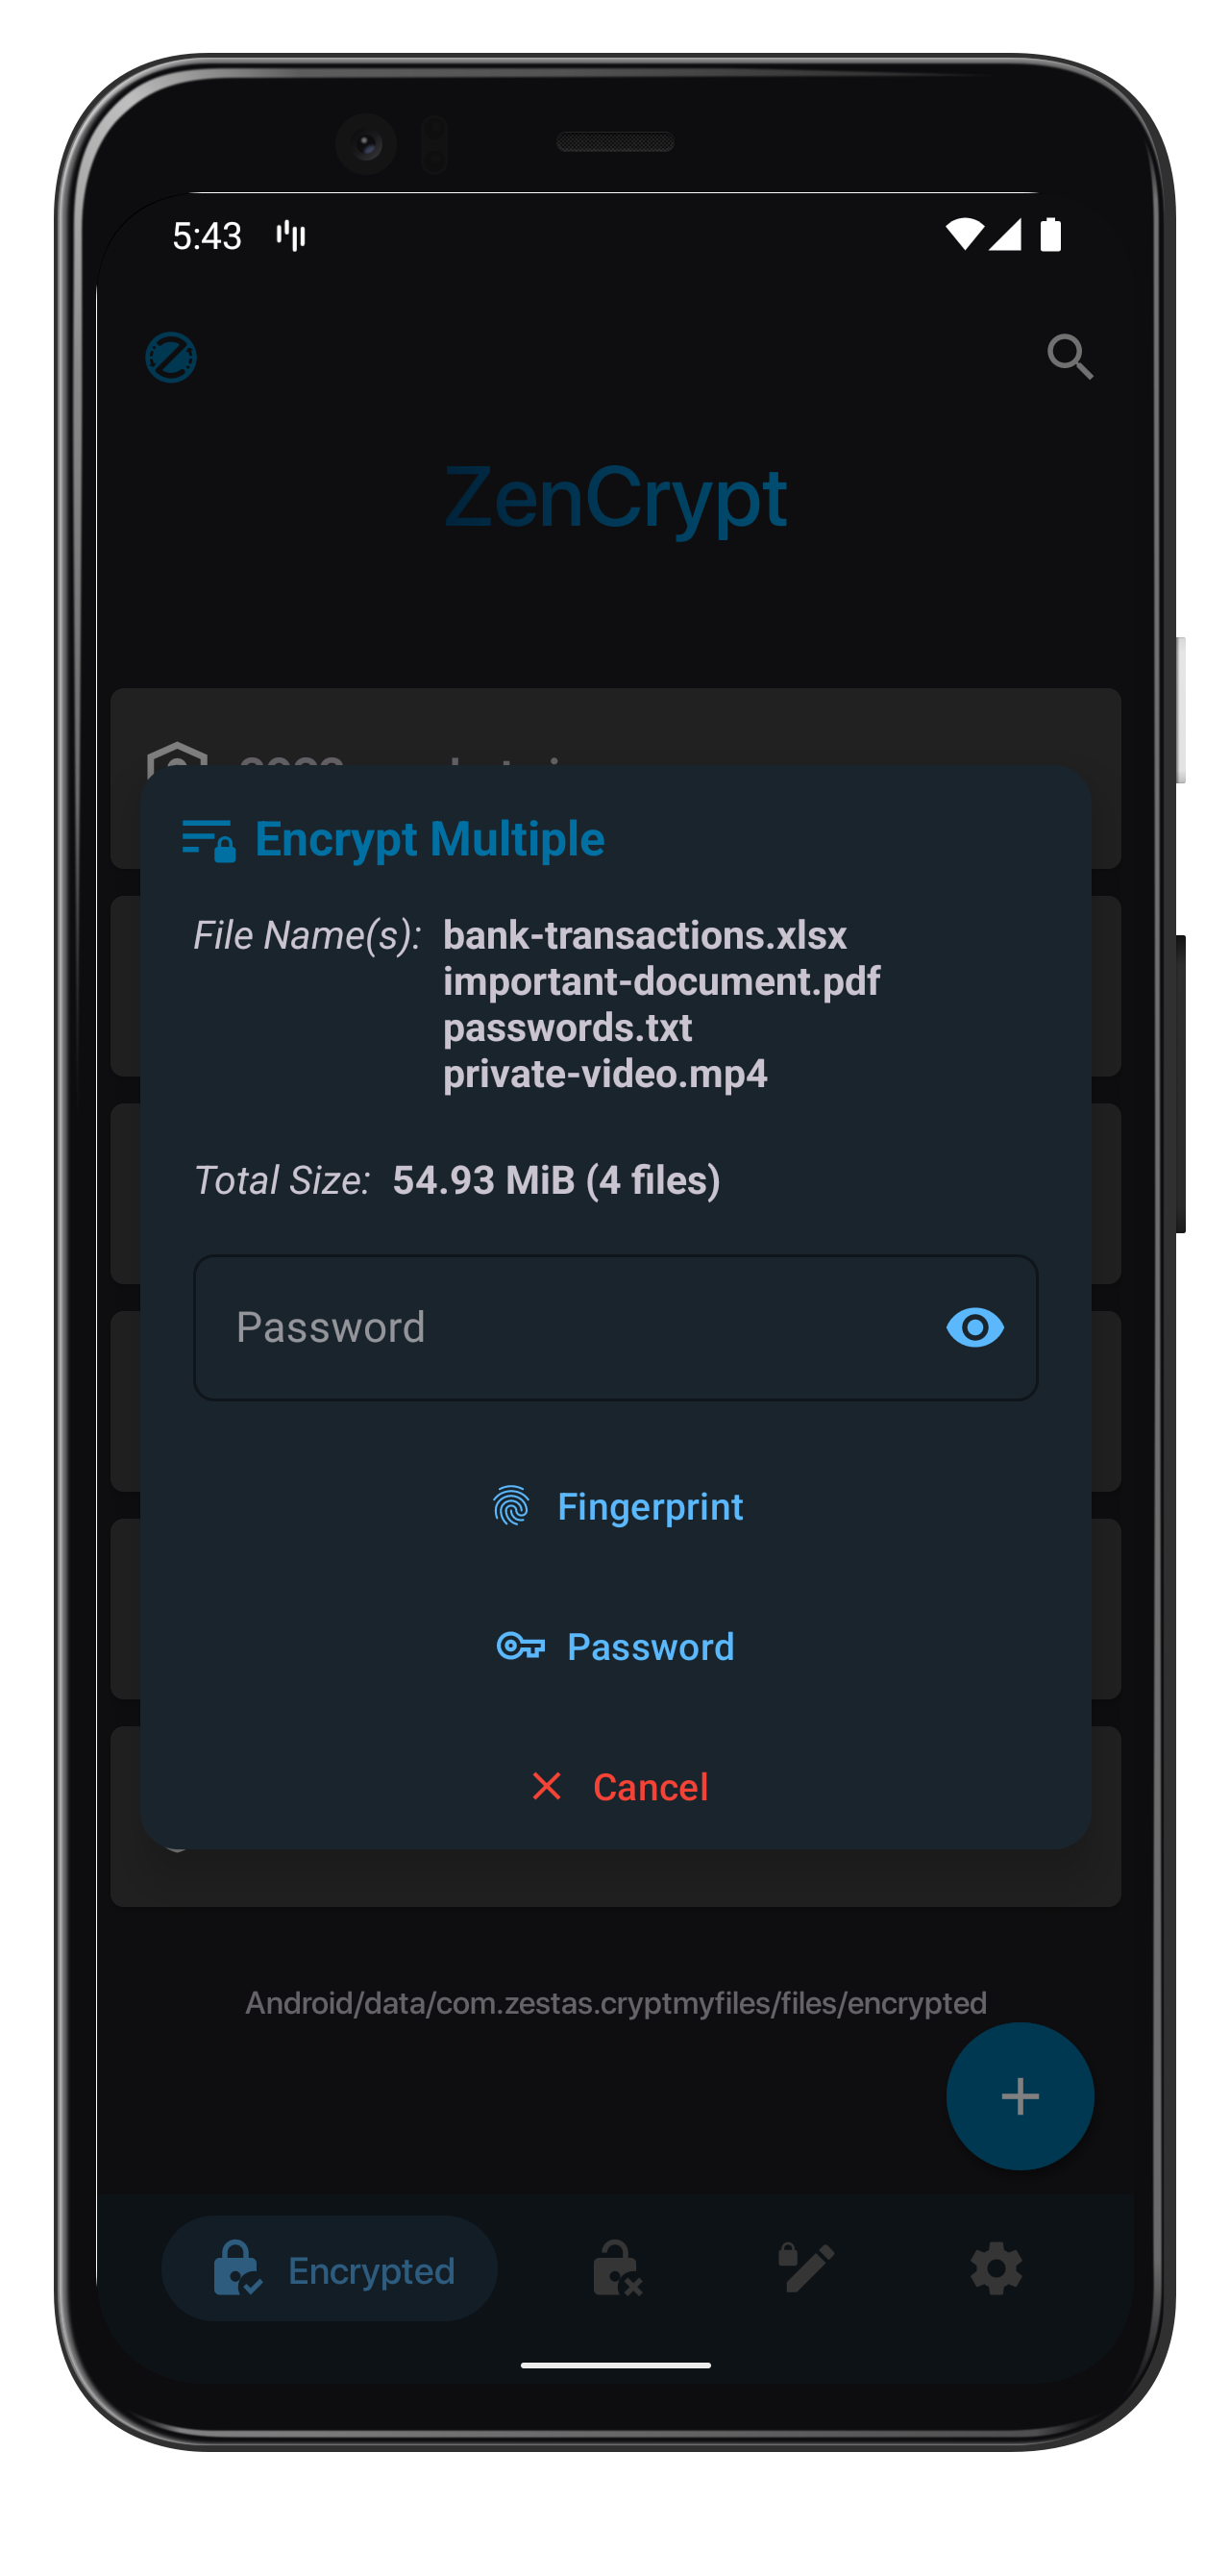 5:43
ZenCrypt
Encrypt Multiple
File Name(s): bank-transactions.xlsx
important-document.pdf
passwords.txt
private-video.mp4
Total Size: 54.93 MiB (4 files)
Password
Fingerprint
Password
Cancel
Android/data/com.zestas.cryptmyfiles/files/encrypted
Encrypted